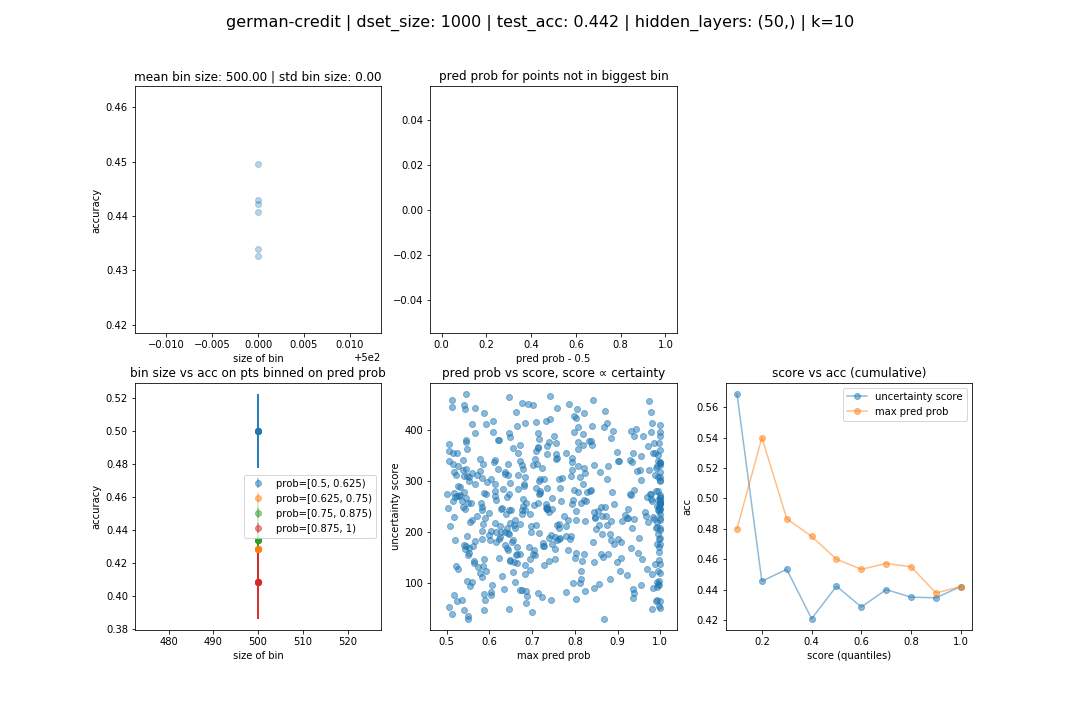 german-credit | dset_size: 1000 | test_acc: 0.442 | hidden_layers: (50,) | k=10
mean bin size: 500.00 | std bin size: 0.00
accuracy
0.46
0.45
0.44
0.43
0.42
−0.010 −0.005 0.000 0.005 0.010
+5e2
size of bin
pred prob for points not in biggest bin
0.04
0.02
0.00
−0.02
−0.04
0.0 0.2 0.4 0.6 0.8 1.0
pred prob - 0.5
bin size vs acc on pts binned on pred prob
accuracy
0.52
0.50
0.48
0.46
0.44
0.42
0.40
0.38
prob=[0.5, 0.625)
prob=[0.625, 0.75)
prob=[0.75, 0.875)
prob=[0.875, 1)
480 490 500 510 520
size of bin
pred prob vs score, score ∝ certainty
uncertainty score
400
300
200
100
0.5 0.6 0.7 0.8 0.9 1.0
max pred prob
score vs acc (cumulative)
acc
0.56
0.54
0.52
0.50
0.48
0.46
0.44
0.42
uncertainty score
max pred prob
0.2 0.4 0.6 0.8 1.0
score (quantiles)